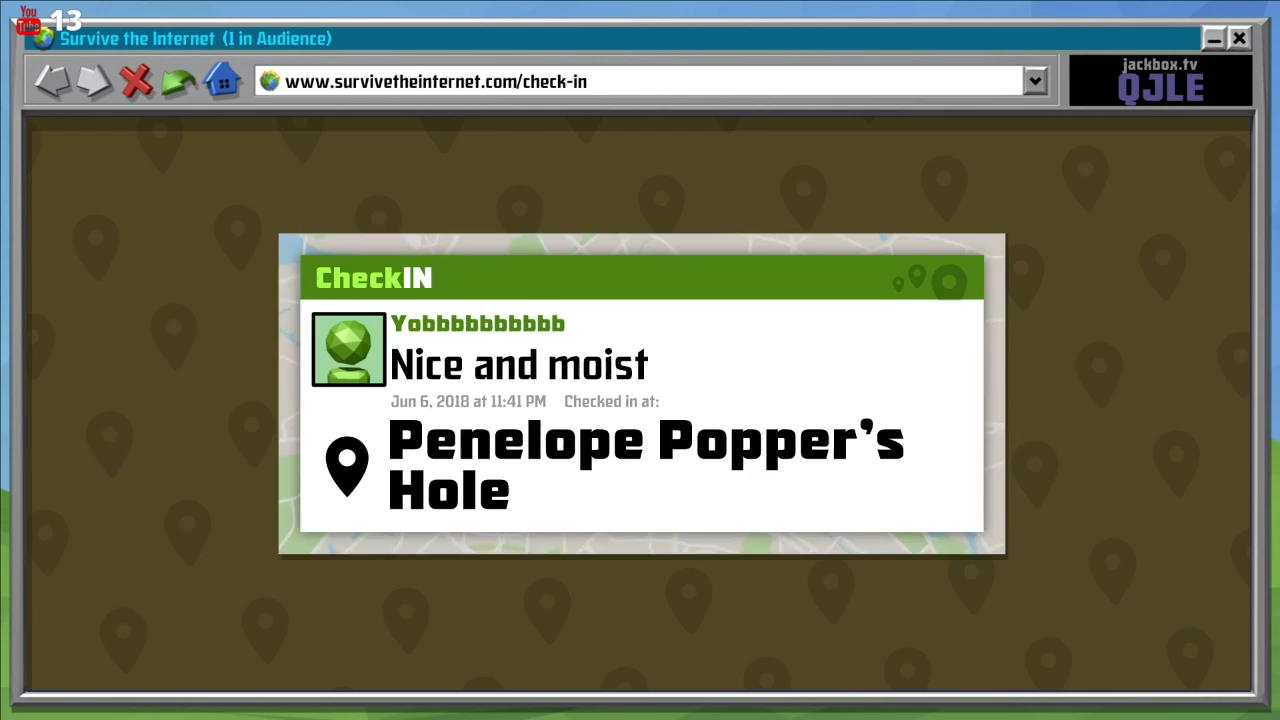 You
Tube 13
Survive the Internet (1 in Audience)
www.survivetheinternet.com/check-in
jackbox.tv
QJLE
CheckIN
Yobbbbbbbbbb
Nice and moist
Jun 6, 2018 at 11:41 PM Checked in at:
Penelope Popper's
Hole